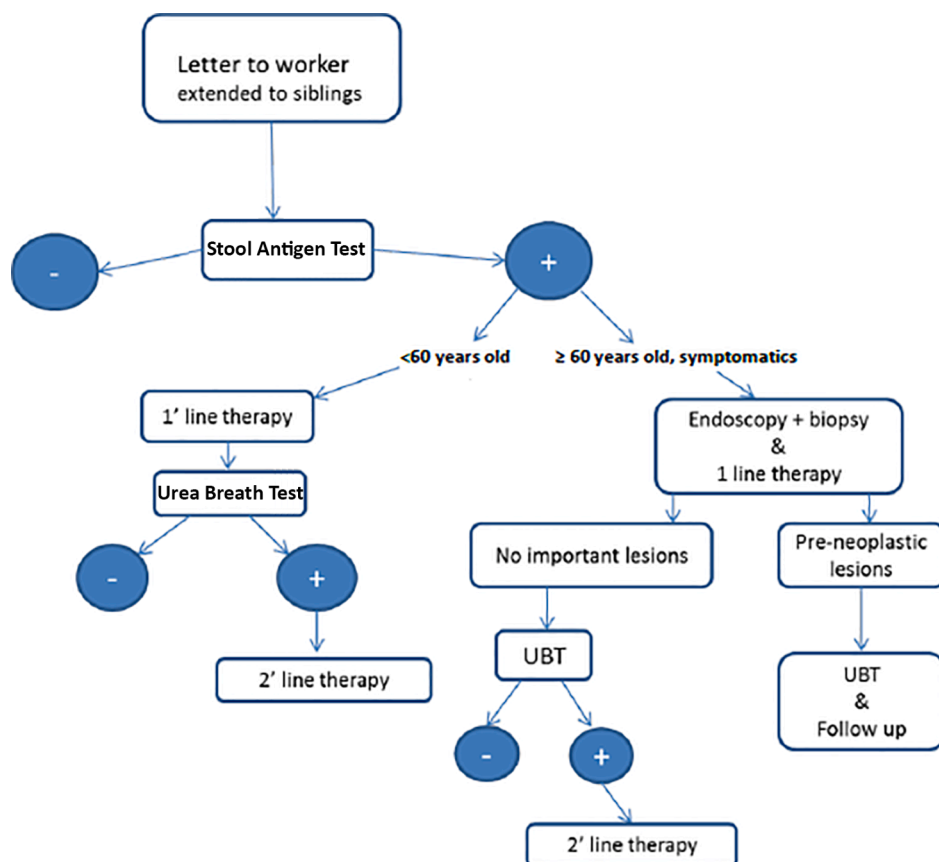 Letter to worker
extended to siblings
Stool Antigen Test
-
+
<60 years old
≥ 60 years old, symptomatics
1’ line therapy
Urea Breath Test
-
+
2’ line therapy
Endoscopy + biopsy
&
1 line therapy
No important lesions
Pre-neoplastic
lesions
UBT
-
+
2’ line therapy
UBT
&
Follow up